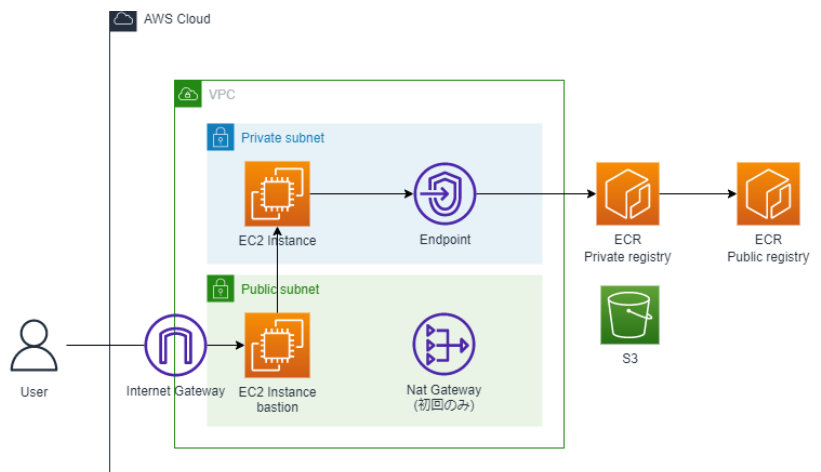 AWS Cloud
VPC
Private subnet
EC2 Instance
Endpoint
ECR
Private registry
ECR
Public registry
Public subnet
S3
User
Internet Gateway
EC2 Instance
bastion
Nat Gateway
(初回のみ)